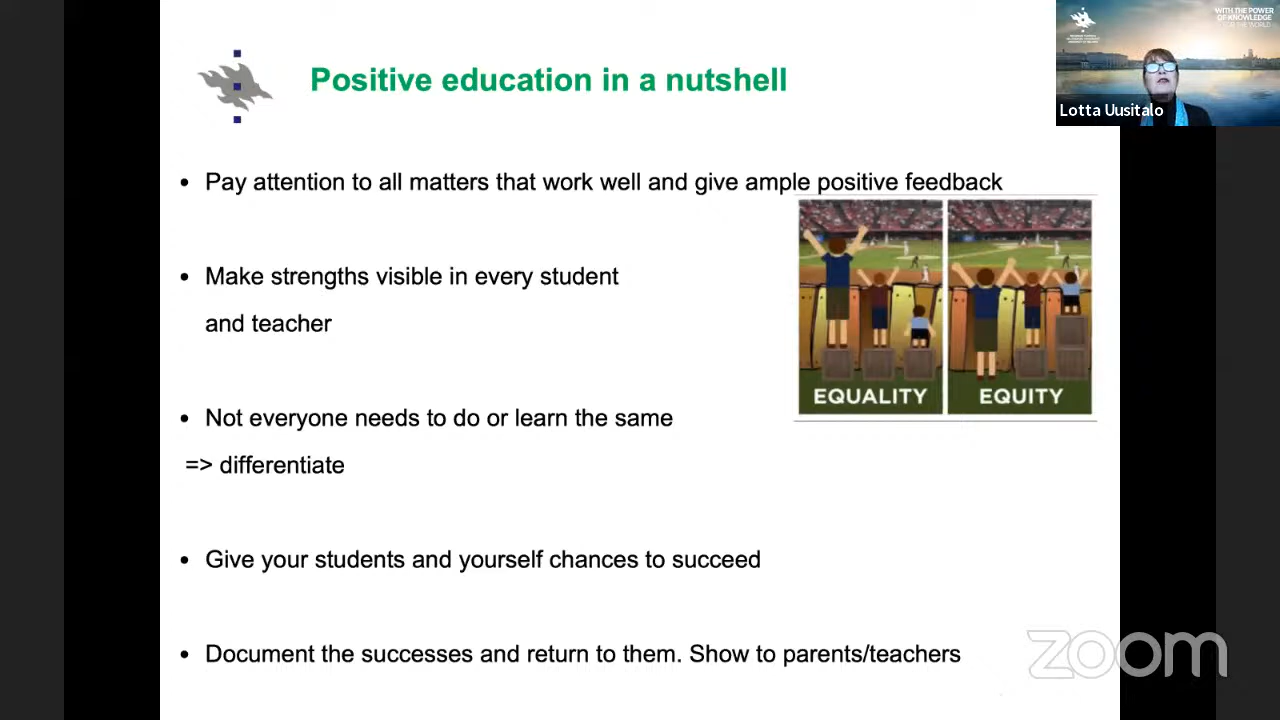 Positive education in a nutshell
WITH THE POWER
OF KNOWLEDGE
FOR THE WORLD
Lotta Uusitalo
• Pay attention to all matters that work well and give ample positive feedback
• Make strengths visible in every student
and teacher
EQUALITY
EQUITY
• Not everyone needs to do or learn the same
=> differentiate
• Give your students and yourself chances to succeed
• Document the successes and return to them. Show to parents/teachers
zoom